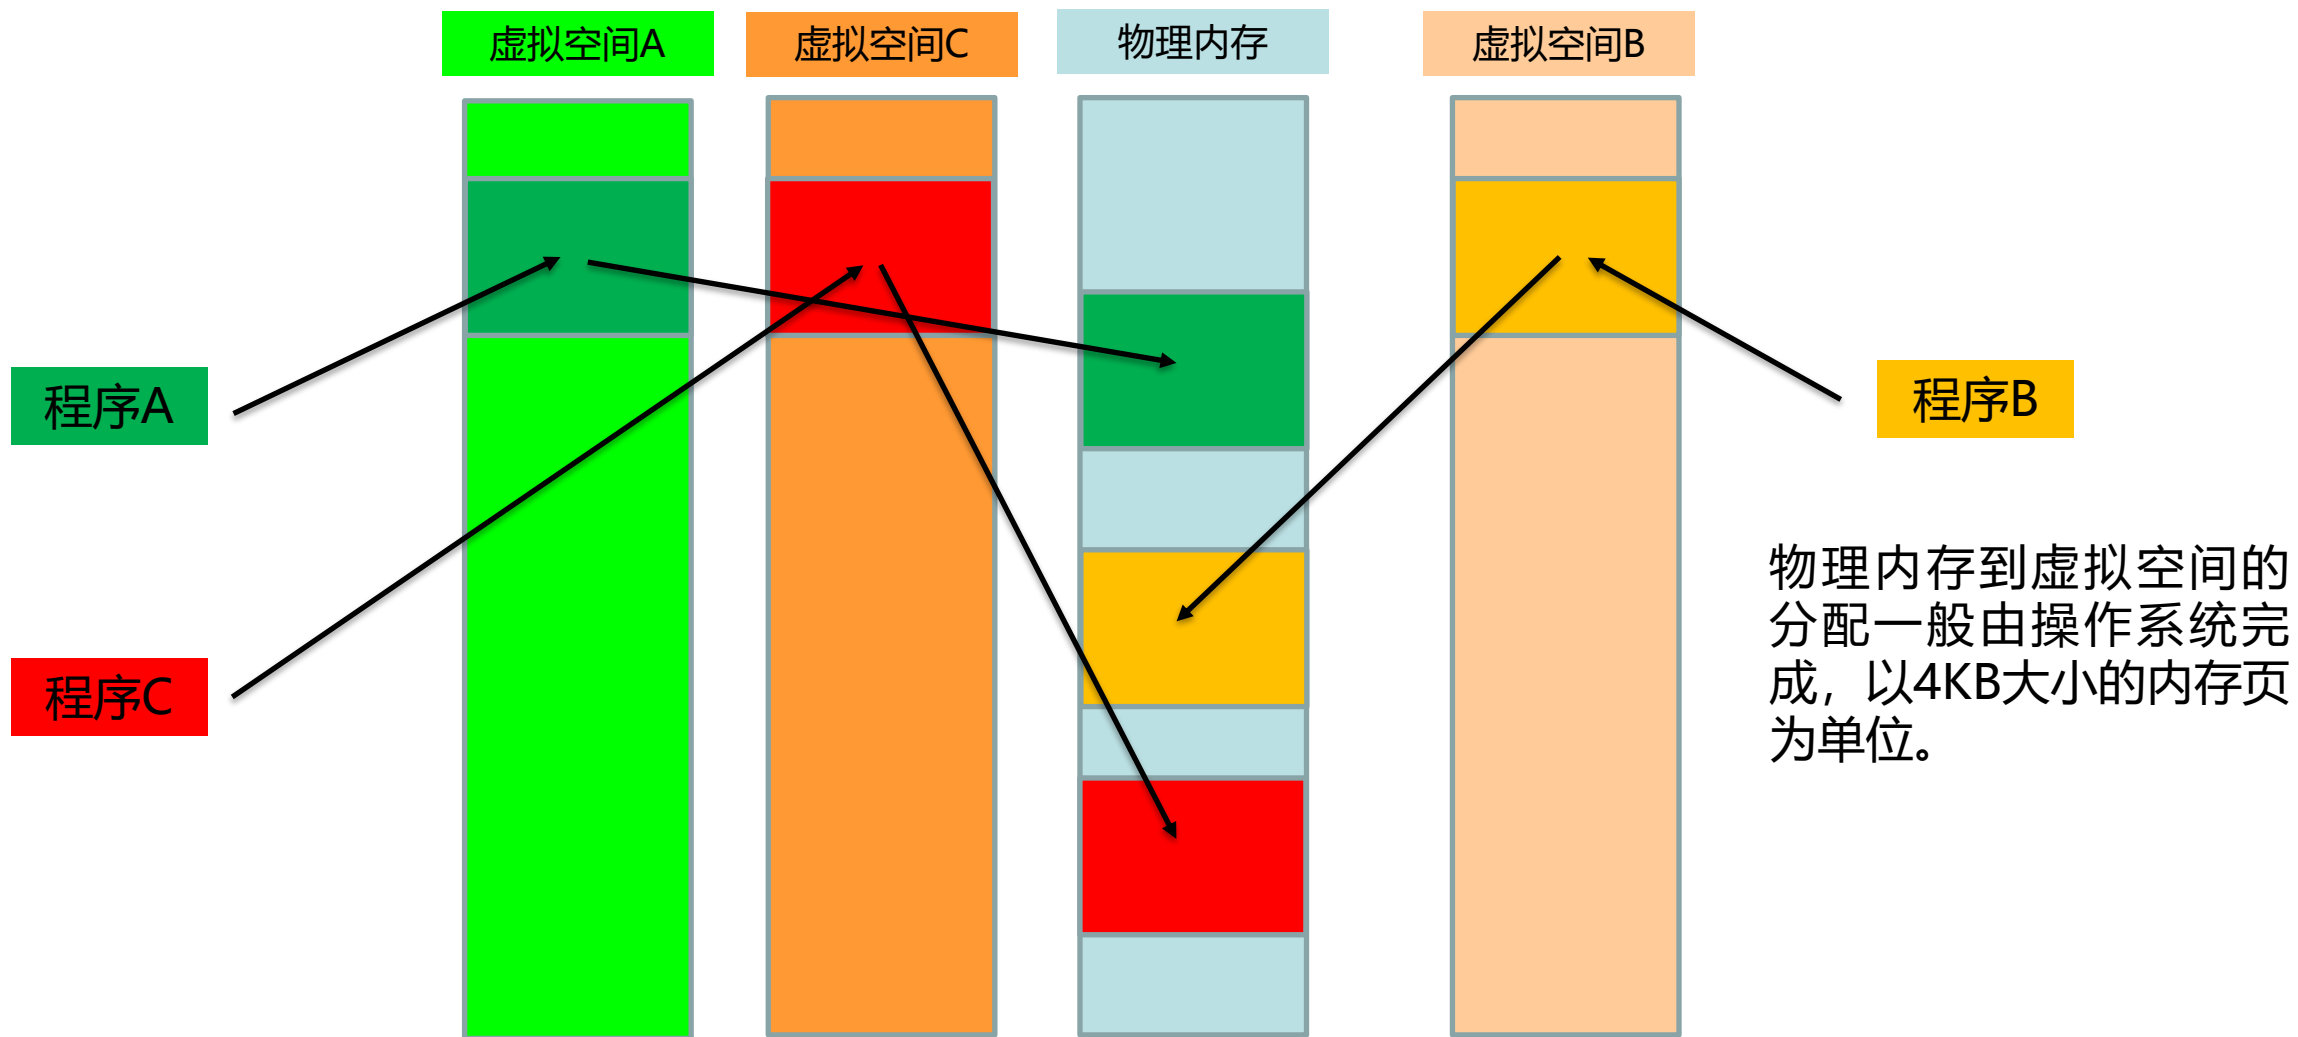 虚拟空间A
虚拟空间C
物理内存
虚拟空间B
程序A
程序B
程序C
物理内存到虚拟空间的
分配一般由操作系统完
成，以4KB大小的内存页
为单位。